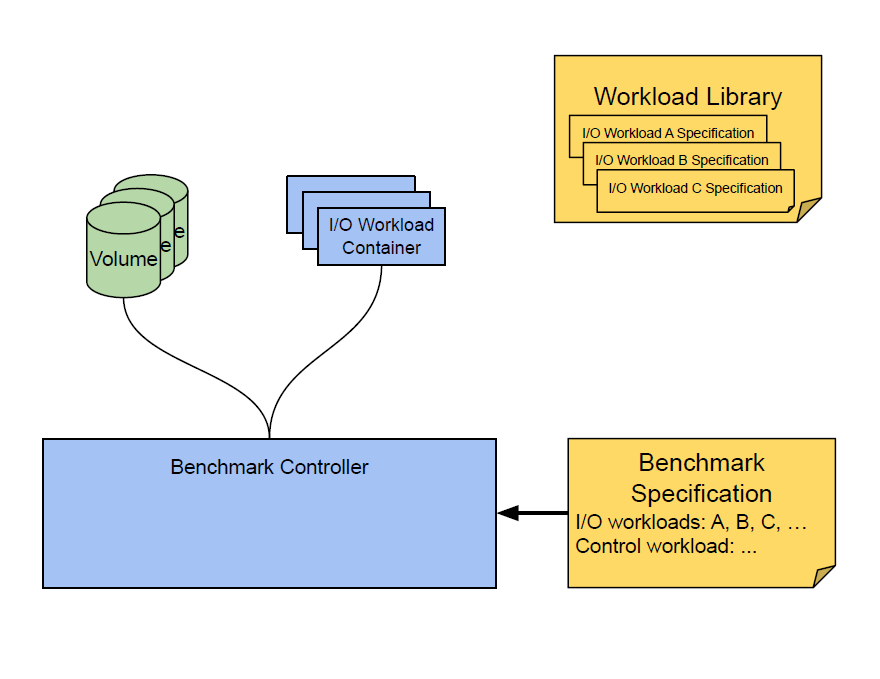 Workload Library
I/O Workload A Specification
I/O Workload B Specification
I/O Workload C Specification
e
e
Volume
I/O Workload
Container
Benchmark Controller
Benchmark
Specification
I/O workloads: A, B, C, …
Control workload: ...